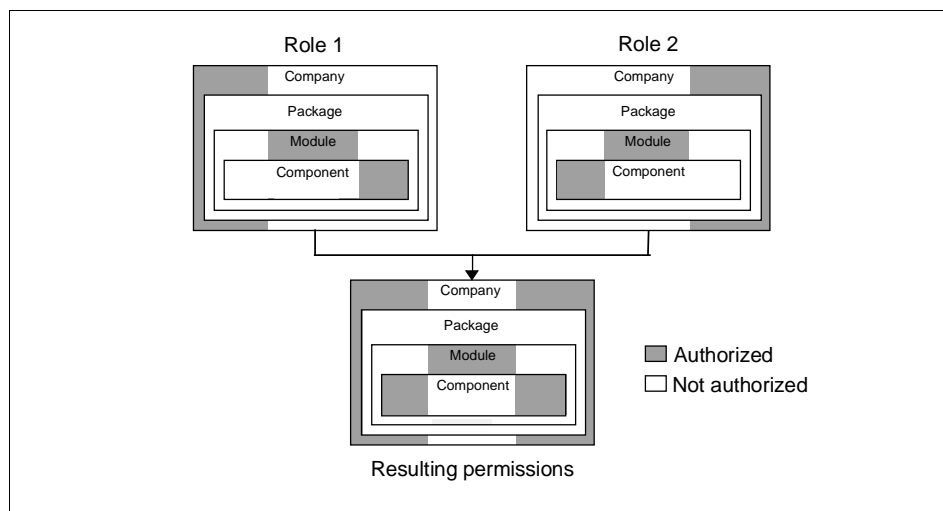 Role 1
Company
Package
Module
Component
Role 2
Company
Package
Module
Component
Company
Package
Module
Component
Authorized
Not authorized
Resulting permissions